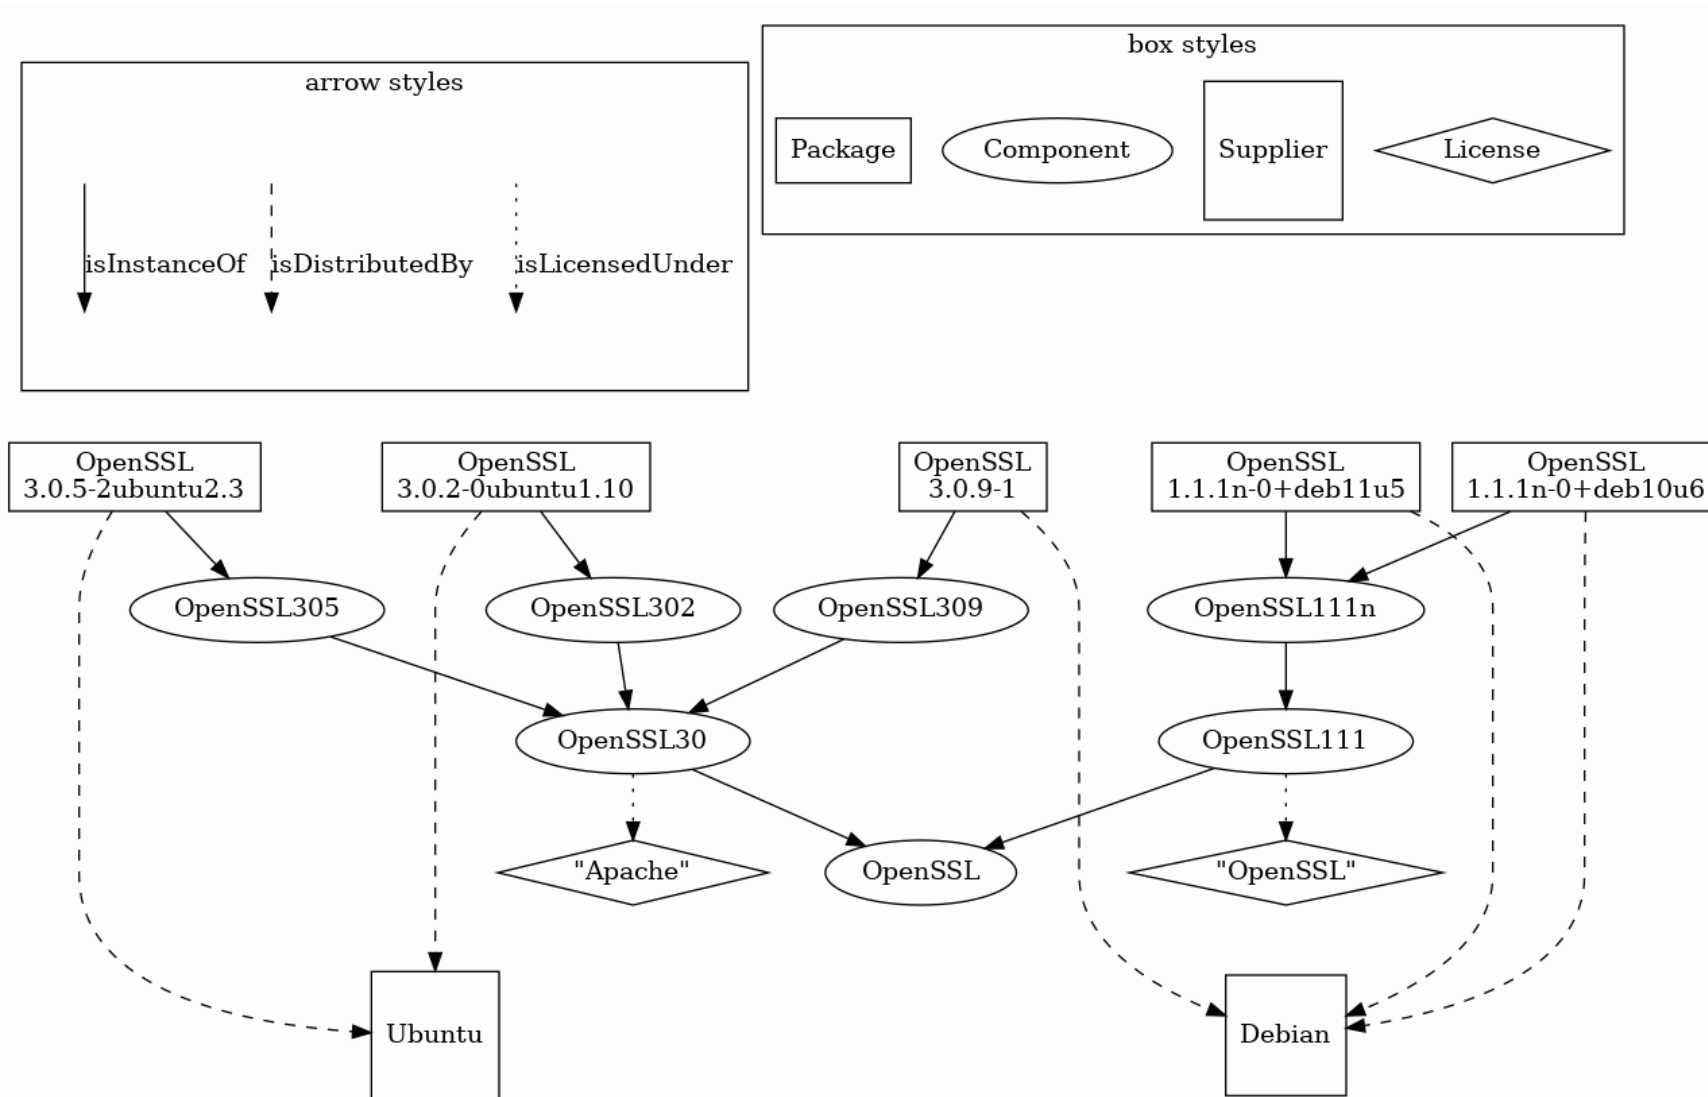 arrow styles
isInstanceOf
isDistributedBy
isLicensedUnder
box styles
Package
Component
Supplier
License
OpenSSL
3.0.5-2ubuntu2.3
OpenSSL
3.0.2-0ubuntu1.10
OpenSSL
3.0.9-1
OpenSSL
1.1.1n-0+deb11u5
OpenSSL
1.1.1n-0+deb10u6
OpenSSL305
OpenSSL302
OpenSSL309
OpenSSL111n
OpenSSL30
OpenSSL111
"Apache"
OpenSSL
"OpenSSL"
Ubuntu
Debian